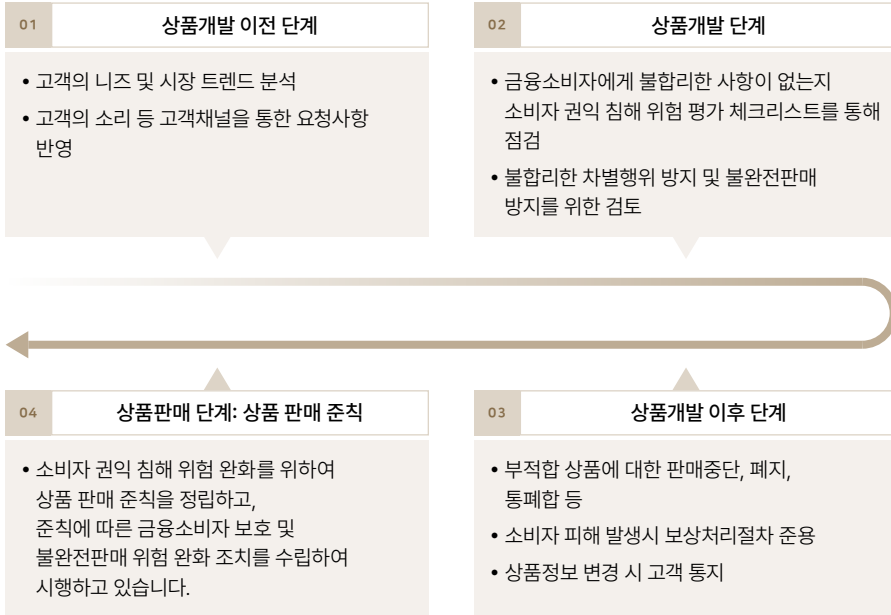 01
상품개발 이전 단계
• 고객의 니즈 및 시장 트렌드 분석
• 고객의 소리 등 고객채널을 통한 요청사항
반영
02
상품개발 단계
• 금융소비자에게 불합리한 사항이 없는지
소비자 권익 침해 위험 평가 체크리스트를 통해
점검
• 불합리한 차별행위 방지 및 불완전판매
방지를 위한 검토
03
상품개발 이후 단계
• 부적합 상품에 대한 판매중단, 폐지,
통폐합 등
• 소비자 피해 발생시 보상처리절차 준용
• 상품정보 변경 시 고객 통지
04
상품판매 단계: 상품 판매 준칙
• 소비자 권익 침해 위험 완화를 위하여
상품 판매 준칙을 정립하고,
준칙에 따른 금융소비자 보호 및
불완전판매 위험 완화 조치를 수립하여
시행하고 있습니다.